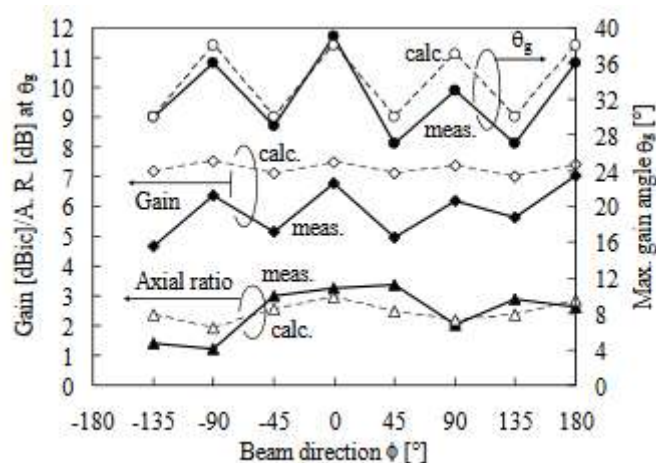 Gain [dBic]/A. R. [dB] at θg
12
11
10
9
8
7
6
5
4
3
2
1
0
calc.
θg
meas.
calc.
Gain
meas.
Axial ratio
meas.
calc.
40
36
32
28
24
20
16
12
8
4
0
Max. gain angle θg [°]
-180 -135 -90 -45 0 45 90 135 180
Beam direction ϕ [°]